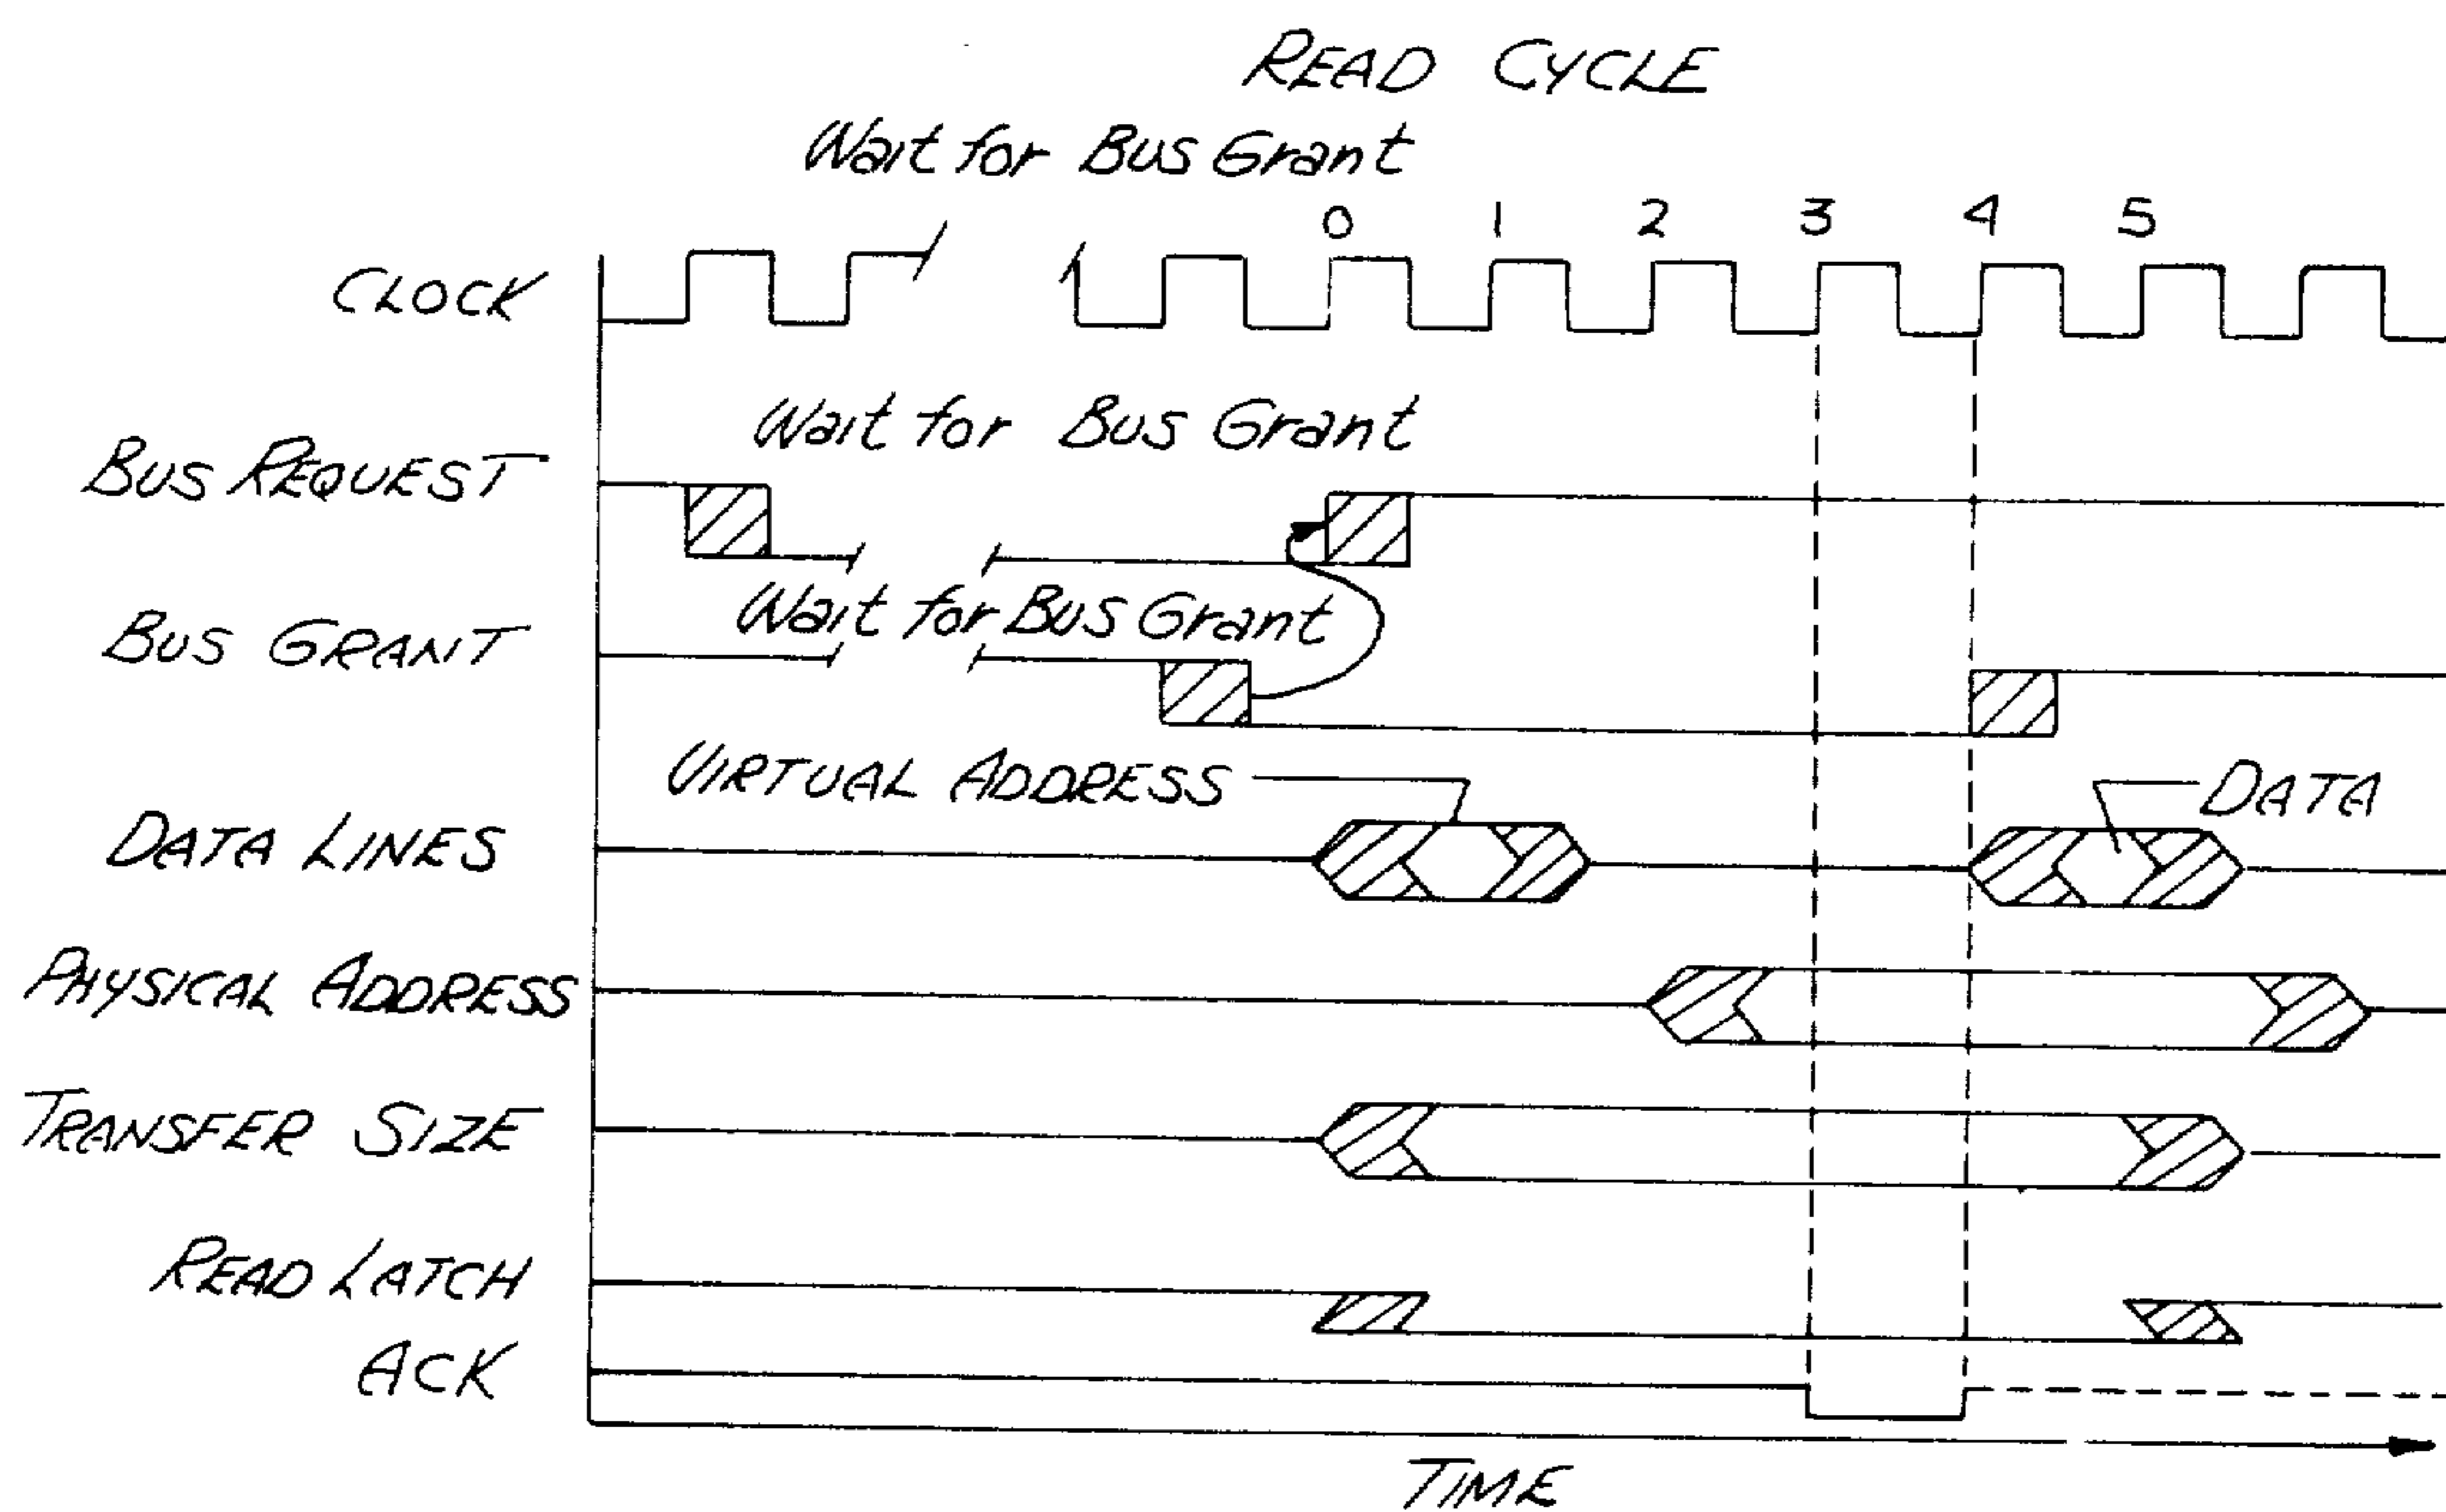 READ CYCLE
Wait for Bus Grant
0 1 2 3 4 5
CLOCK
Wait for Bus Grant
BUS REQUEST
Wait for Bus Grant
BUS GRANT
VIRTUAL ADDRESS
DATA
DATA LINES
PHYSICAL ADDRESS
TRANSFER SIZE
READ LATCH
ACK
TIME